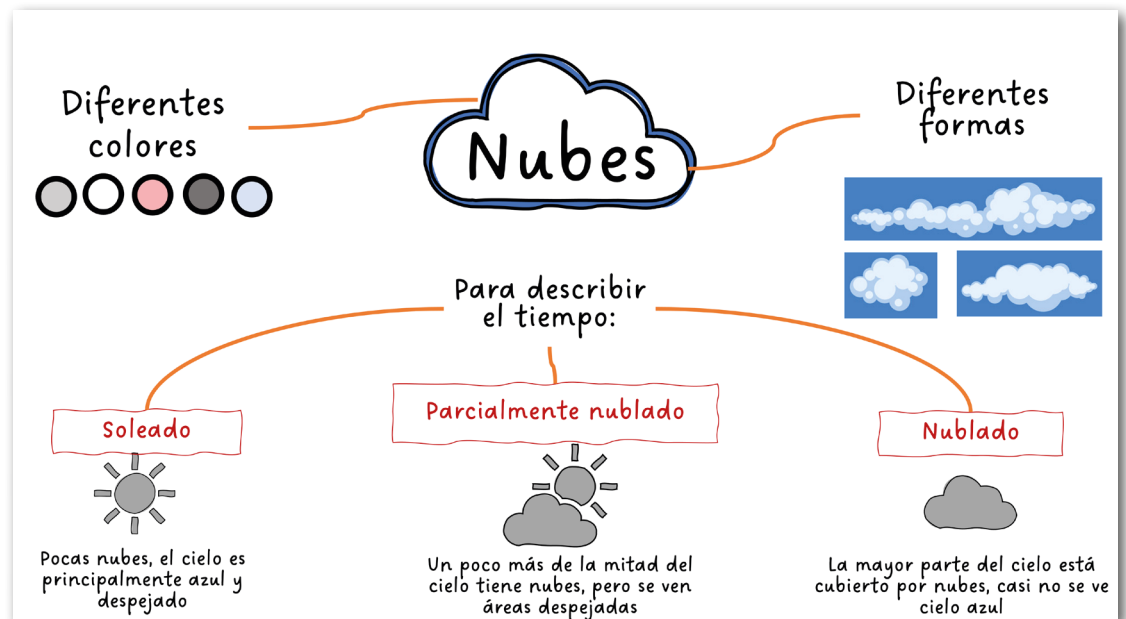 Diferentes
colores
Nubes
Diferentes
formas
Para describir
el tiempo:
Soleado
Pocas nubes, el cielo es
principalmente azul y
despejado
Parcialmente nublado
Un poco más de la mitad del
cielo tiene nubes, pero se ven
áreas despejadas
Nublado
La mayor parte del cielo está
cubierto por nubes, casi no se ve
cielo azul